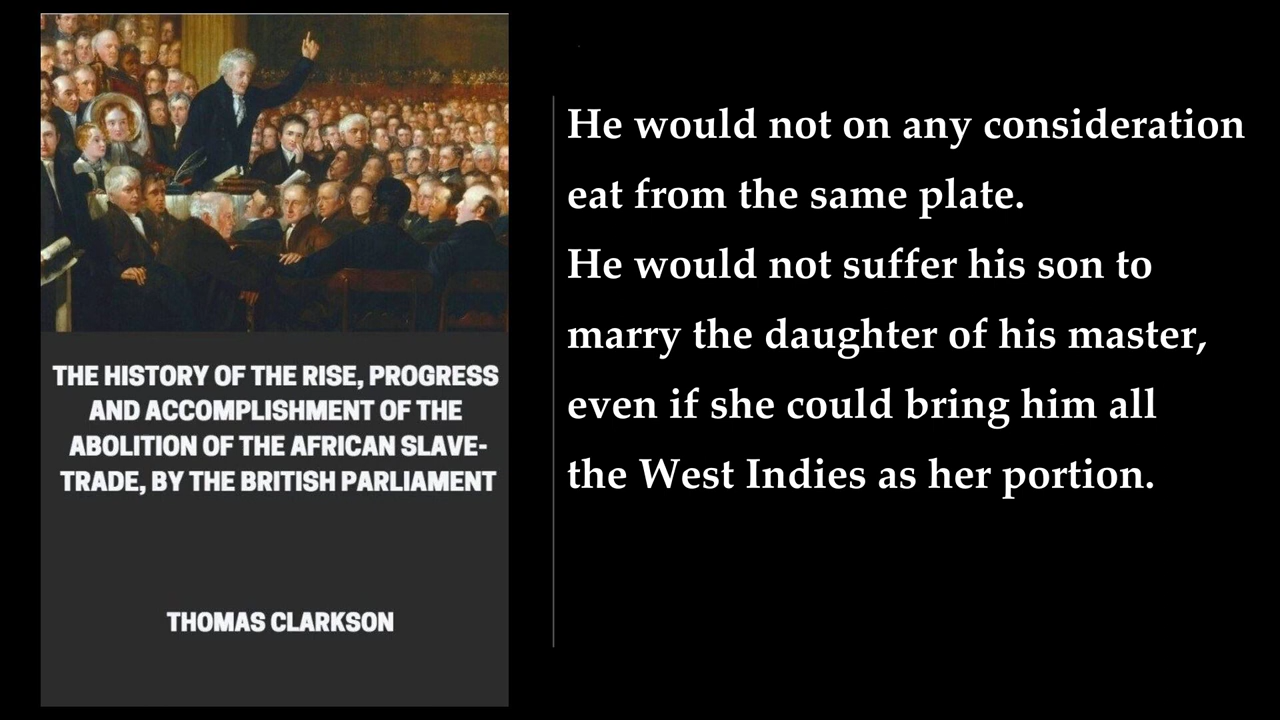 THE HISTORY OF THE RISE, PROGRESS
AND ACCOMPLISHMENT OF THE
ABOLITION OF THE AFRICAN SLAVE-
TRADE, BY THE BRITISH PARLIAMENT
THOMAS CLARKSON
He would not on any consideration
eat from the same plate.
He would not suffer his son to
marry the daughter of his master,
even if she could bring him all
the West Indies as her portion.